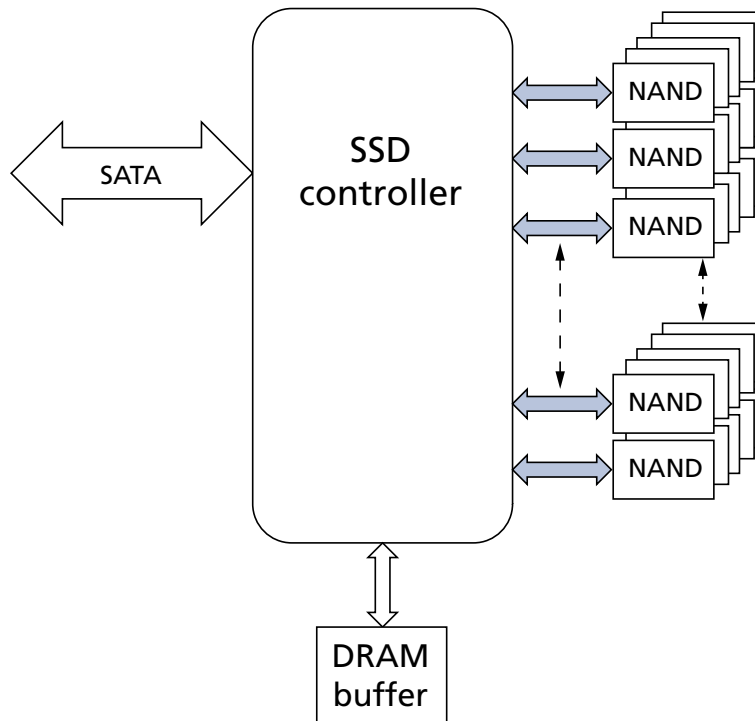 SATA
SSD
controller
NAND
NAND
NAND
NAND
NAND
DRAM
buffer